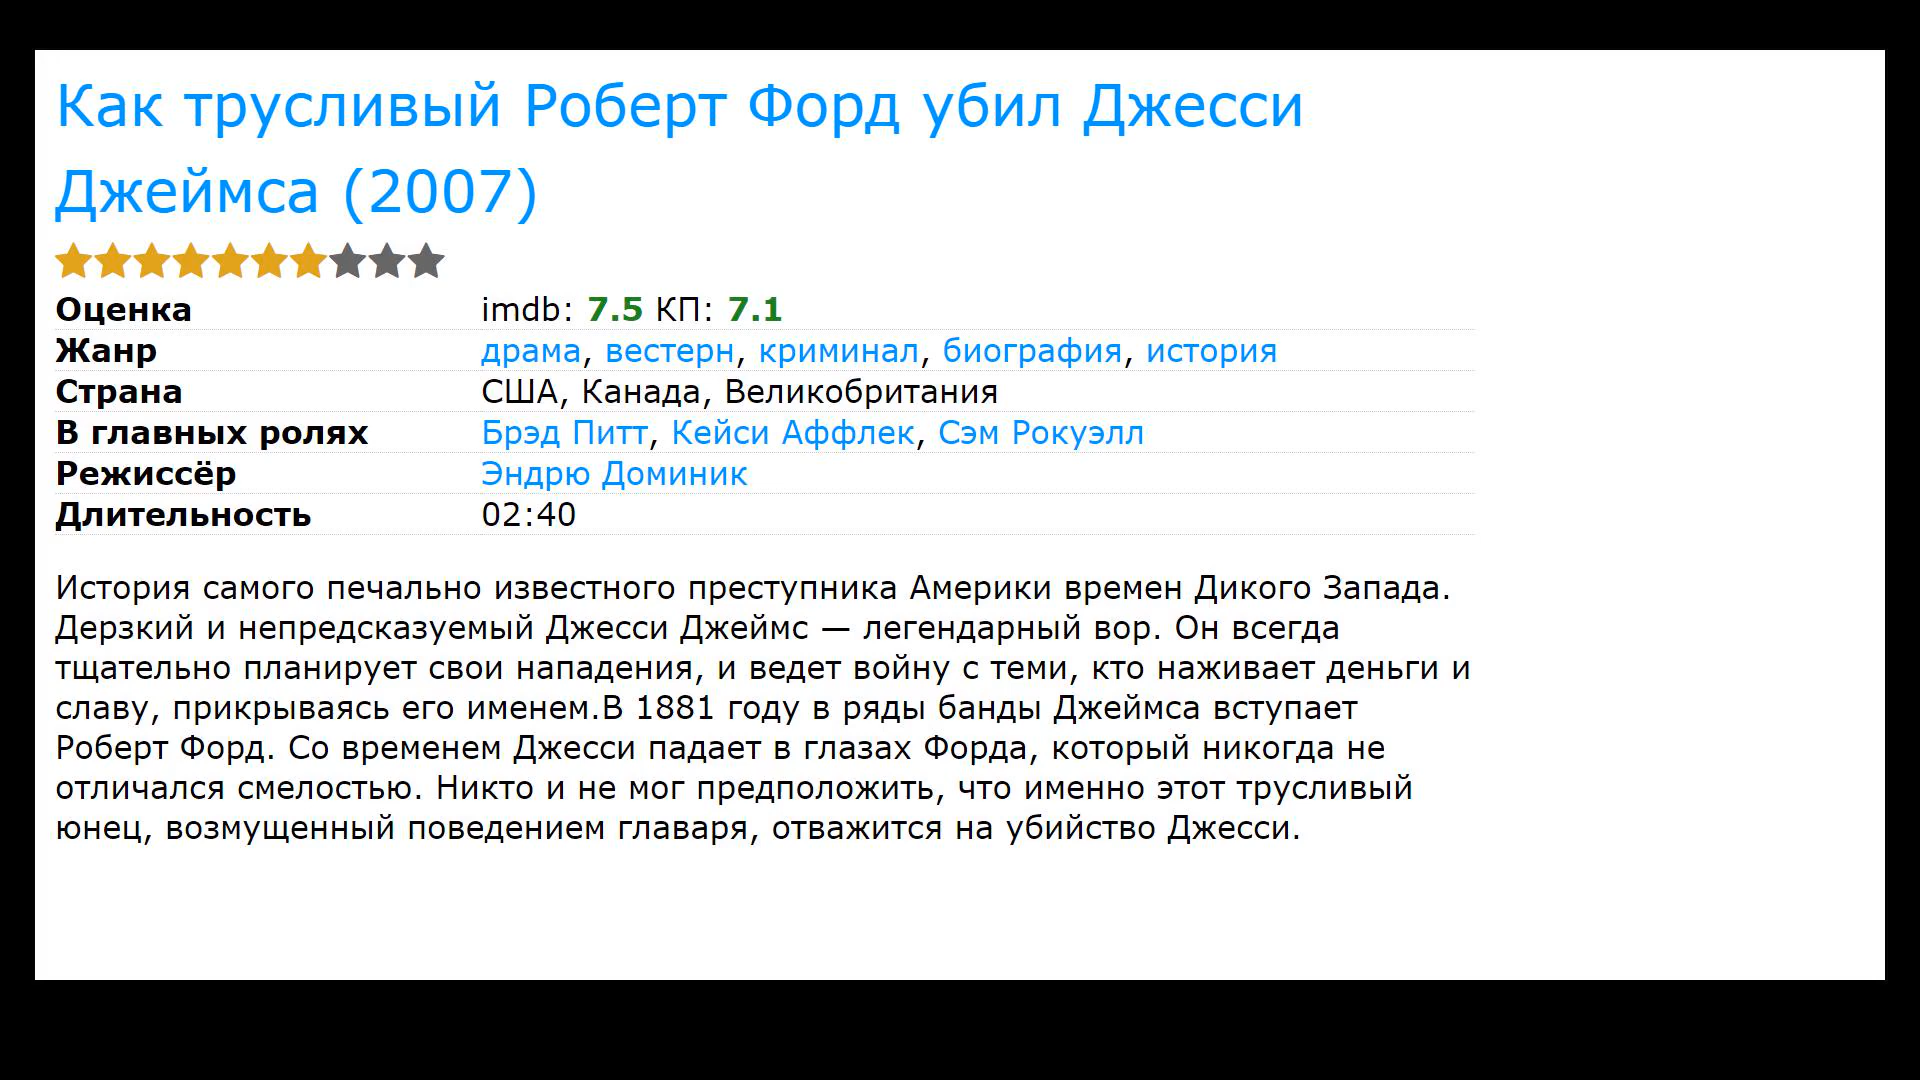 Как трусливый Роберт Форд убил Джесси
Джеймса (2007)
Оценка imdb: 7.5 КП: 7.1
Жанр драма, вестерн, криминал, биография, история
Страна США, Канада, Великобритания
В главных ролях Брэд Питт, Кейси Аффлек, Сэм Рокуэлл
Режиссёр Эндрю Доминик
Длительность 02:40
История самого печально известного преступника Америки времен Дикого Запада.
Дерзкий и непредсказуемый Джесси Джеймс — легендарный вор. Он всегда
тщательно планирует свои нападения, и ведет войну с теми, кто наживает деньги и
славу, прикрываясь его именем.В 1881 году в ряды банды Джеймса вступает
Роберт Форд. Со временем Джесси падает в глазах Форда, который никогда не
отличался смелостью. Никто и не мог предположить, что именно этот трусливый
юнец, возмущенный поведением главаря, отважится на убийство Джесси.